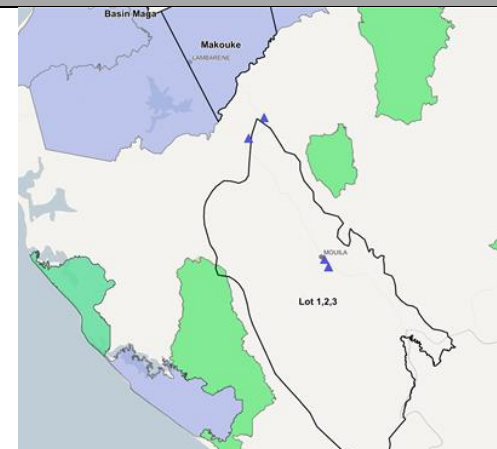 Basin Maga
Makouke
LAMBARENE
MOUILA
Lot 1,2,3